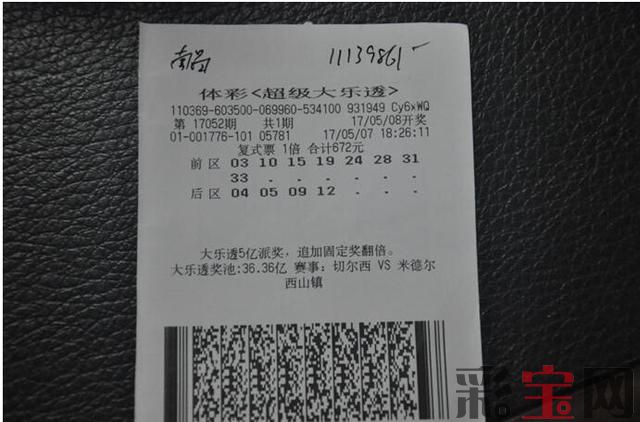 南昌 11139861
体彩<超级大乐透>
110369-603500-069960-534100 931949 Cy6xWQ
第 17052期 共1期 17/05/08开奖
01-001776-101 05781 17/05/07 18:26:11
复式票 1倍 合计672元
前区 03 10 15 19 24 28 31
33 . . . . . .
后区 04 05 09 12 . . .
大乐透5亿派奖，追加固定奖翻倍。
大乐透奖池:36.36亿 赛事：切尔西 VS 米德尔
西山镇
彩宝网